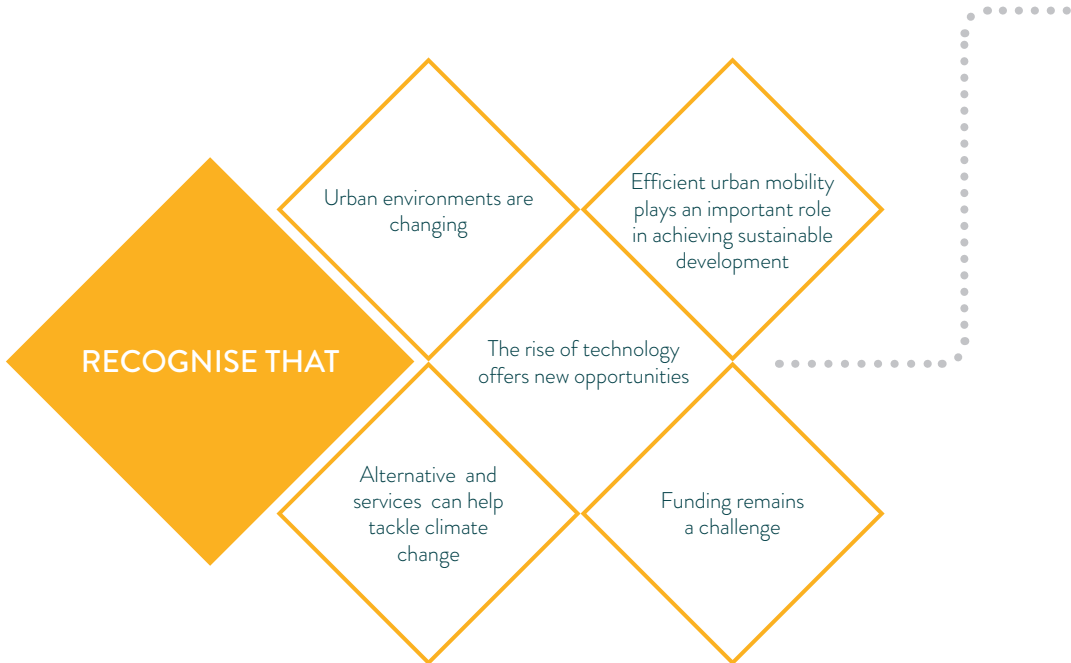 RECOGNISE THAT
Urban environments are
changing
Efficient urban mobility
plays an important role
in achieving sustainable
development
The rise of technology
offers new opportunities
Alternative and
services can help
tackle climate
change
Funding remains
a challenge